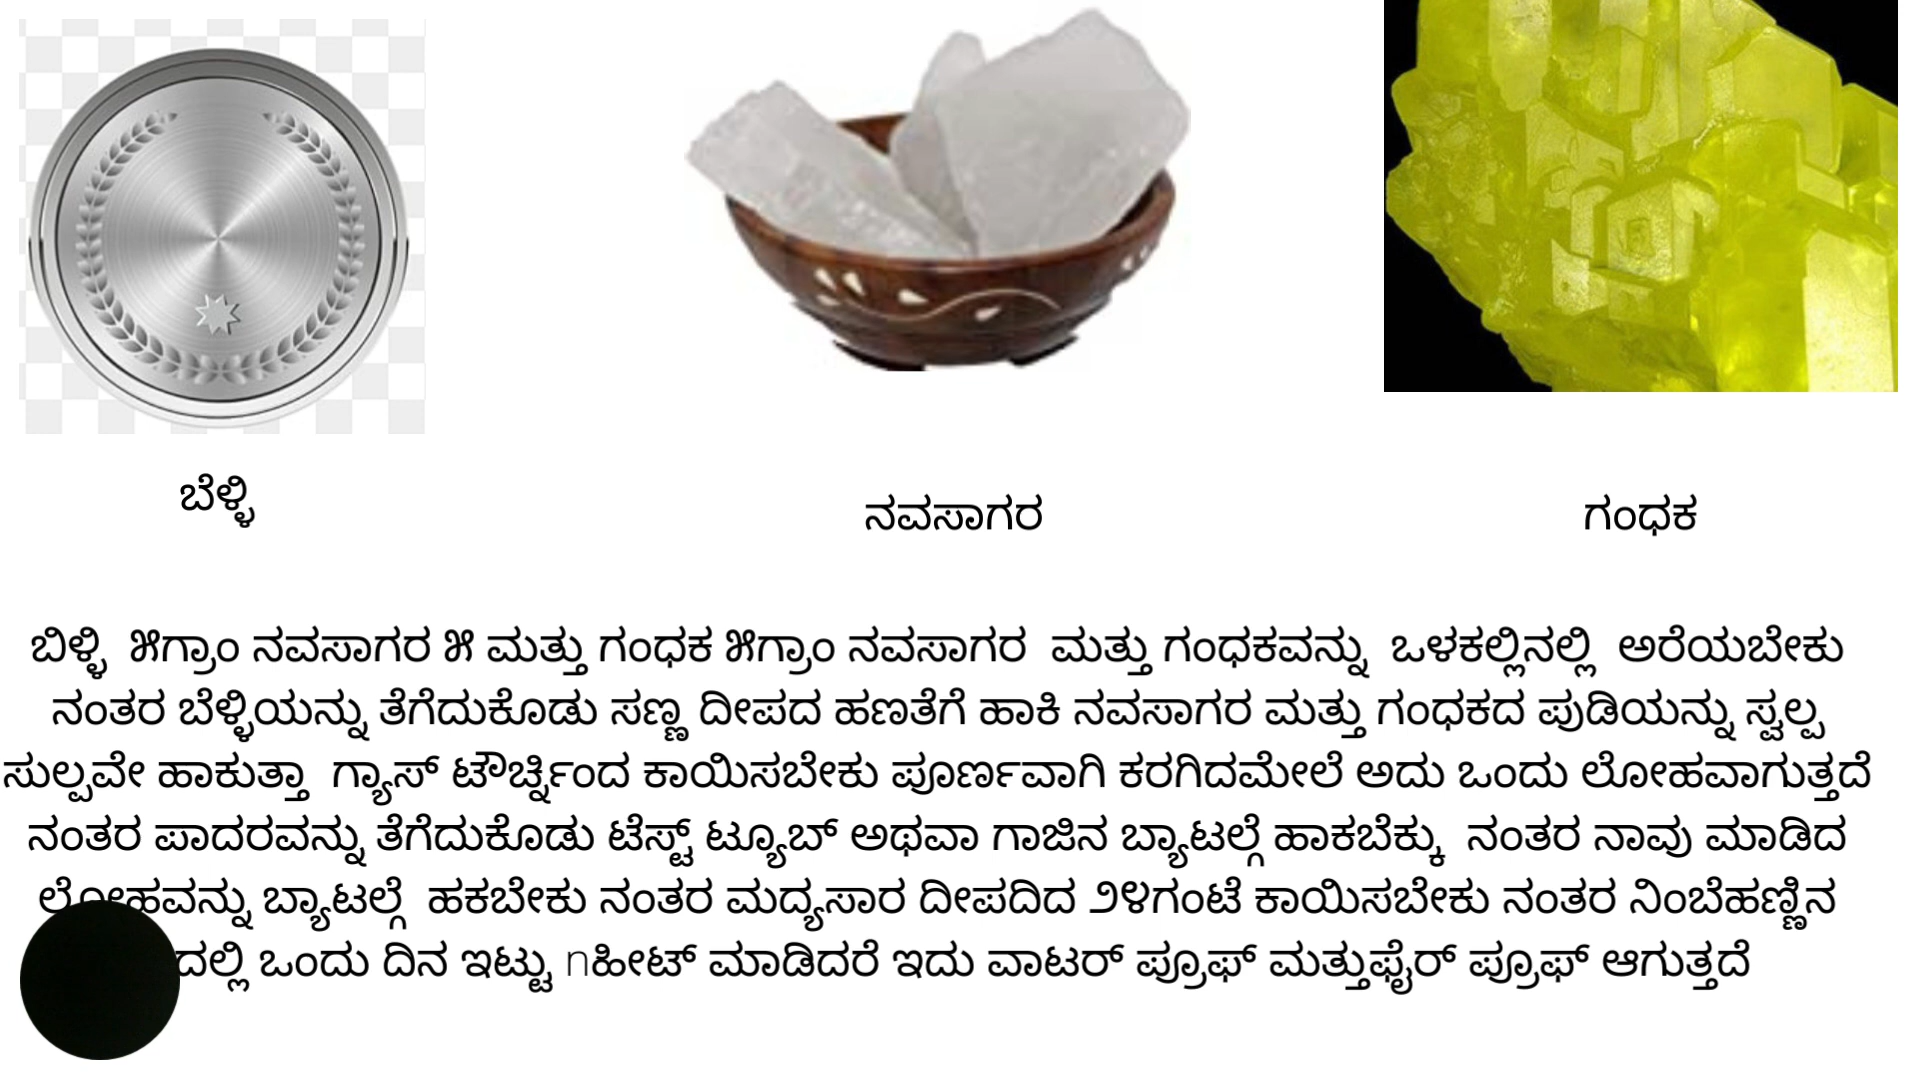 ಬೆಳ್ಳಿ
ನವಸಾಗರ
ಗಂಧಕ
ಬಿಳ್ಳಿ ೫ಗ್ರಾಂ ನವಸಾಗರ ೫ ಮತ್ತು ಗಂಧಕ ೫ಗ್ರಾಂ ನವಸಾಗರ ಮತ್ತು ಗಂಧಕವನ್ನು ಒಳಕಲ್ಲಿನಲ್ಲಿ ಅರೆಯಬೇಕು
ನಂತರ ಬೆಳ್ಳಿಯನ್ನು ತೆಗೆದುಕೊಡು ಸಣ್ಣ ದೀಪದ ಹಣತೆಗೆ ಹಾಕಿ ನವಸಾಗರ ಮತ್ತು ಗಂಧಕದ ಪುಡಿಯನ್ನು ಸ್ವಲ್ಪ
ಸುಲ್ಪವೇ ಹಾಕುತ್ತಾ ಗ್ಯಾಸ್ ಟೌರ್ಚ್ನಿಂದ ಕಾಯಿಸಬೇಕು ಪೂರ್ಣವಾಗಿ ಕರಗಿದಮೇಲೆ ಅದು ಒಂದು ಲೋಹವಾಗುತ್ತದೆ
ನಂತರ ಪಾದರವನ್ನು ತೆಗೆದುಕೊಡು ಟೆಸ್ಟ್ ಟ್ಯೂಬ್ ಅಥವಾ ಗಾಜಿನ ಬ್ಯಾಟಲ್ಗೆ ಹಾಕಬೆಕ್ಕು ನಂತರ ನಾವು ಮಾಡಿದ
ಲೋಹವನ್ನು ಬ್ಯಾಟಲ್ಗೆ ಹಕಬೇಕು ನಂತರ ಮದ್ಯಸಾರ ದೀಪದಿದ ೨೪ಗಂಟೆ ಕಾಯಿಸಬೇಕು ನಂತರ ನಿಂಬೆಹಣ್ಣಿನ
ದಲ್ಲಿ ಒಂದು ದಿನ ಇಟ್ಟು nಹೀಟ್ ಮಾಡಿದರೆ ಇದು ವಾಟರ್ ಪ್ರೂಫ್ ಮತ್ತುಫೈರ್ ಪ್ರೂಫ್ ಆಗುತ್ತದೆ